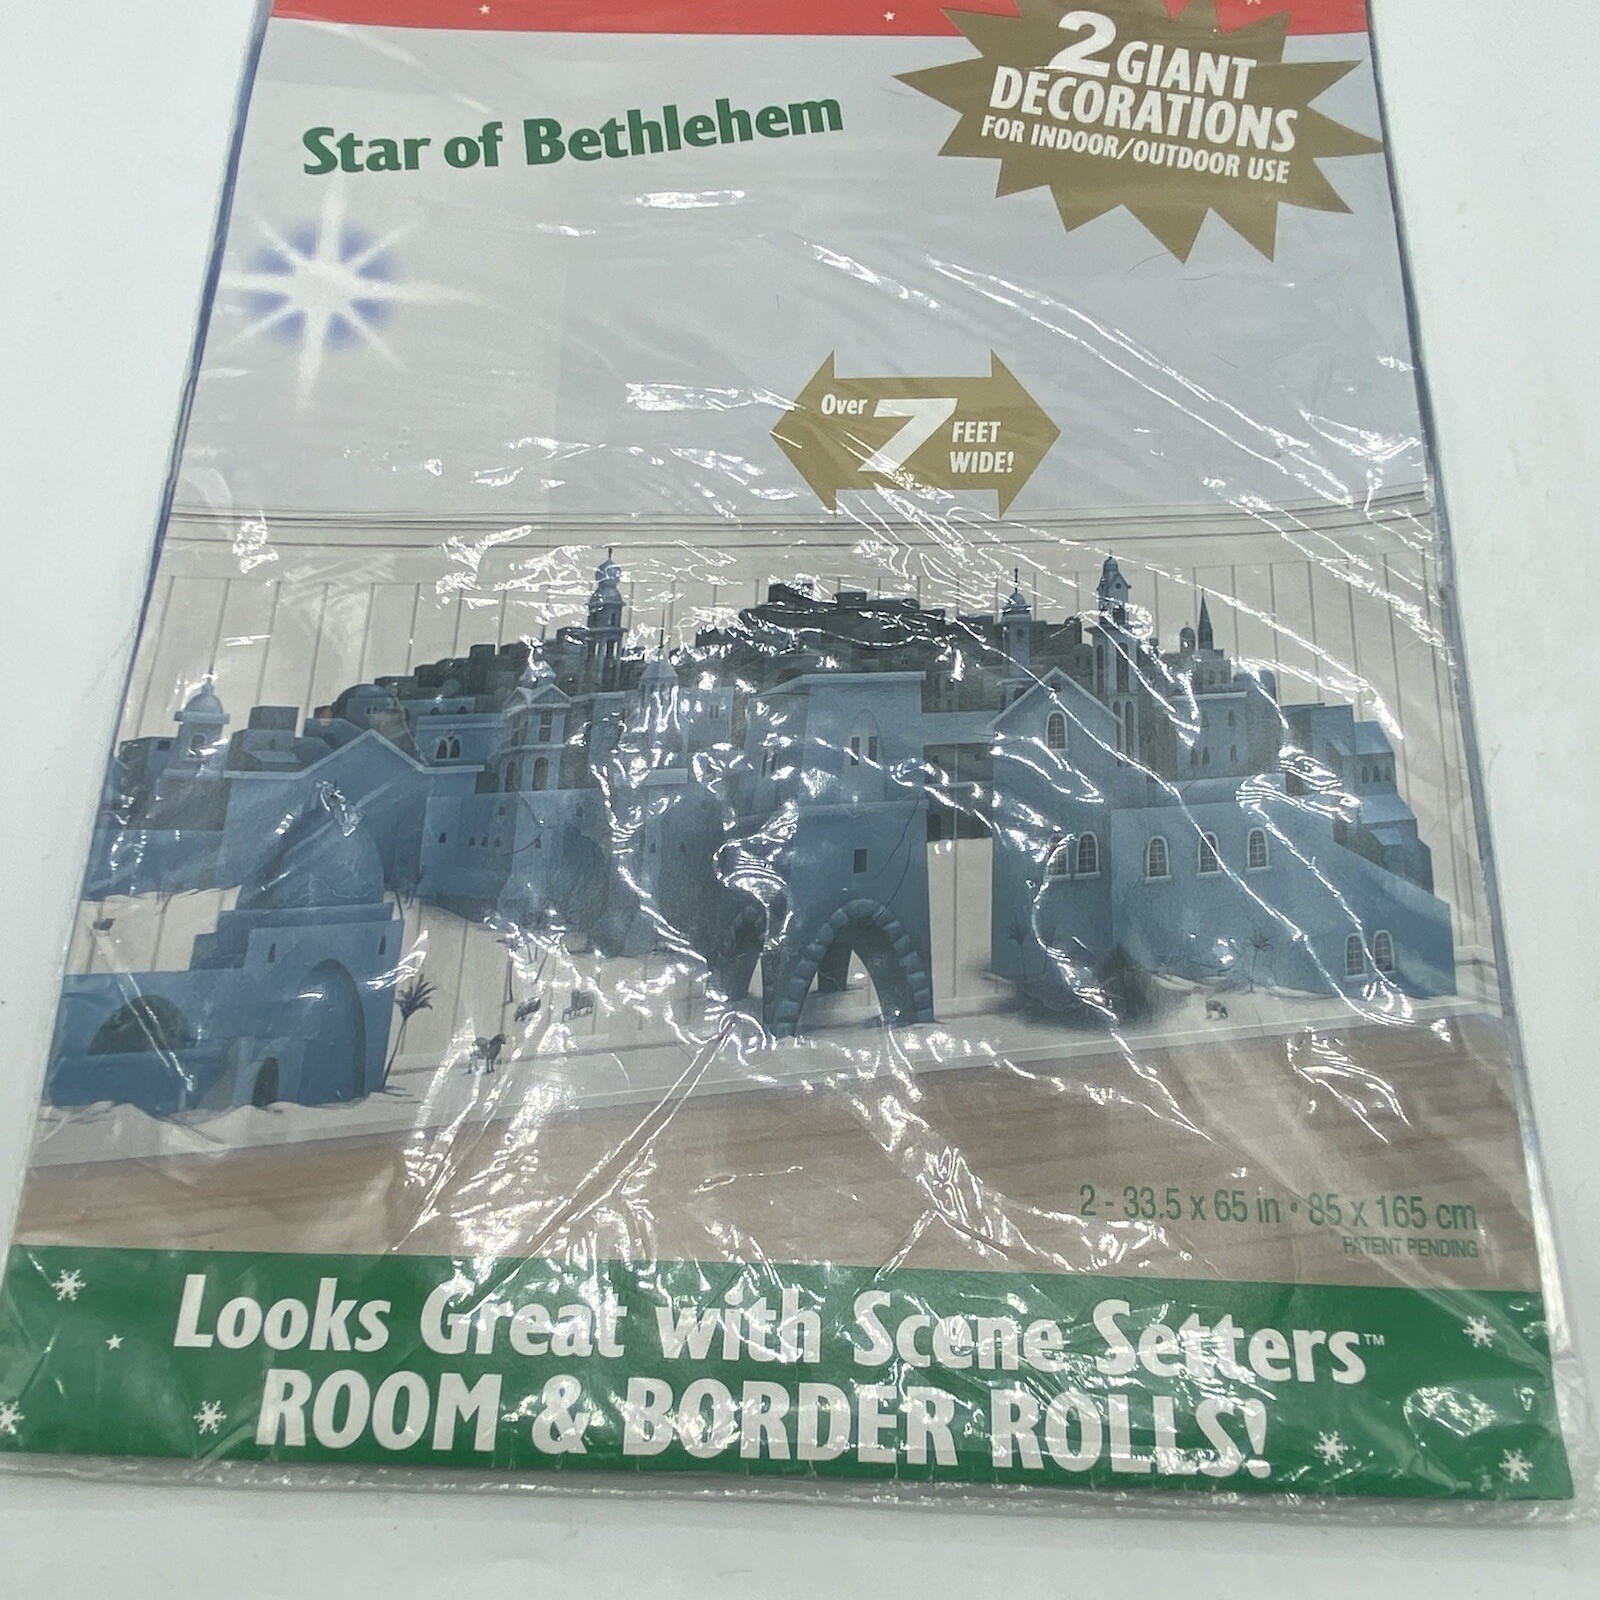 2 GIANT
DECORATIONS
FOR INDOOR/OUTDOOR USE
Star of Bethlehem
Over 7 FEET
WIDE!
2 - 33.5 x 65 in • 85 x 165 cm
PATENT PENDING
Looks Great with Scene Setters™
ROOM & BORDER ROLLS!